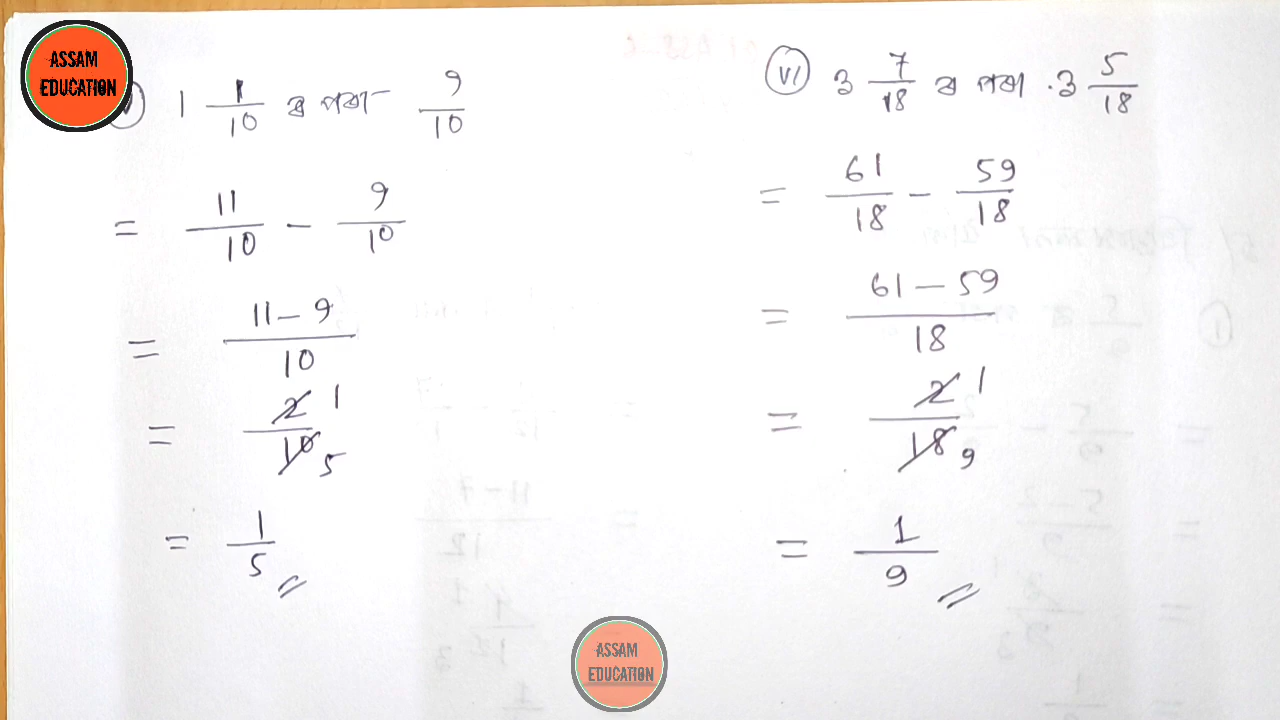 ASSAM
EDUCATION
1 1/10 ৰ পৰা 9/10
= 11/10 - 9/10
= 11-9/10
= 2/10 1 5
= 1/5
VI 3 7/18 ৰ পৰা 3 5/18
= 61/18 - 59/18
= 61-59/18
= 2/18 1 9
= 1/9
ASSAM
EDUCATION